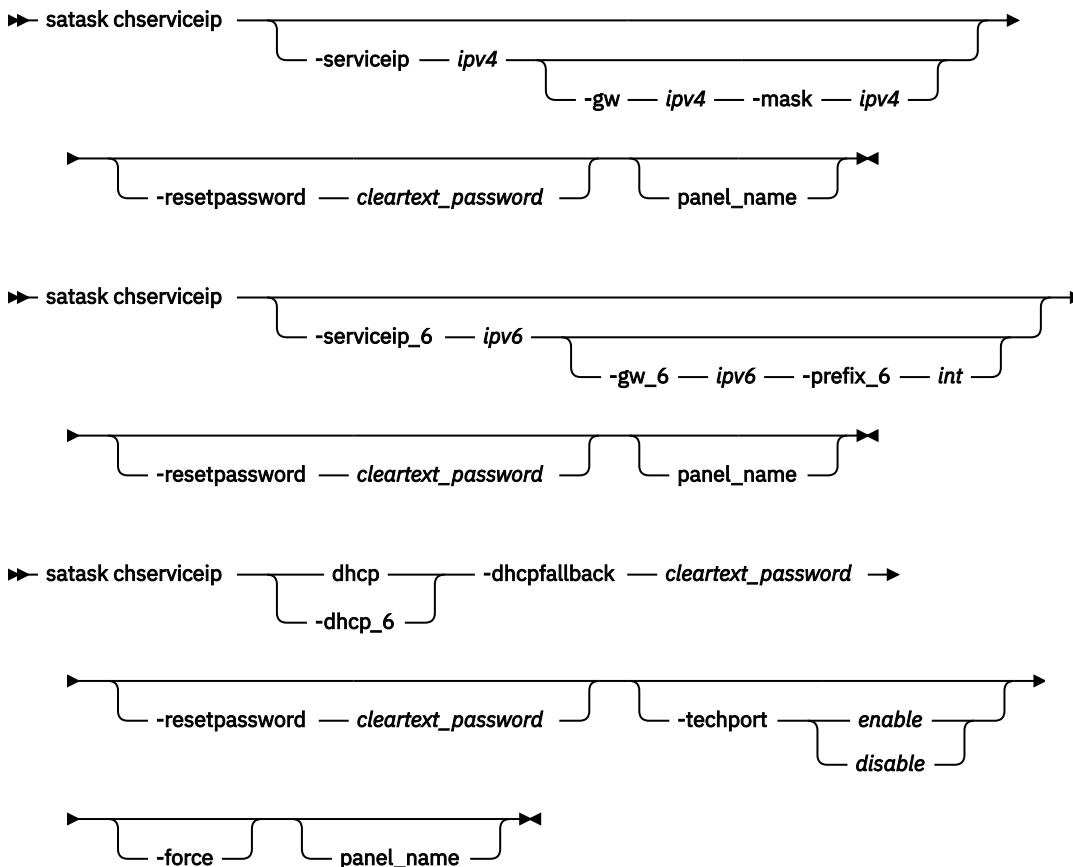 satask chserviceip
-serviceip ipv4
-gw ipv4 -mask ipv4
-resetpassword cleartext_password panel_name
satask chserviceip
-serviceip_6 ipv6
-gw_6 ipv6 -prefix_6 int
-resetpassword cleartext_password panel_name
satask chserviceip dhcp -dhcpfallback cleartext_password
-dhcp_6
-resetpassword cleartext_password -techport enable
disable
-force panel_name